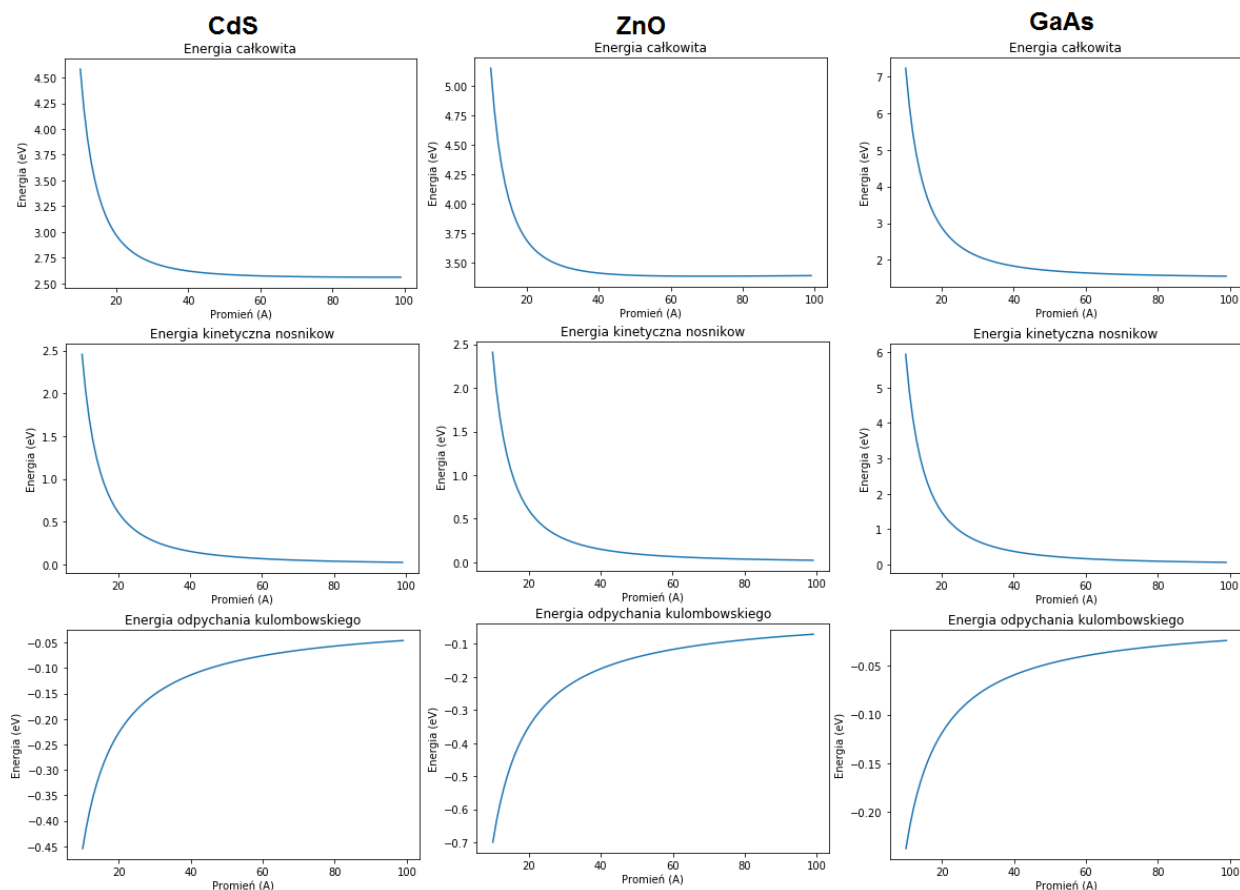 CdS
ZnO
GaAs
Energia całkowita
Energia całkowita
Energia całkowita
Energia (eV)
4.50
4.25
4.00
3.75
3.50
3.25
3.00
2.75
2.50
20 40 60 80 100
Promień (A)
Energia (eV)
5.00
4.75
4.50
4.25
4.00
3.75
3.50
20 40 60 80 100
Promień (A)
Energia (eV)
7
6
5
4
3
2
20 40 60 80 100
Promień (A)
Energia kinetyczna nosnikow
Energia kinetyczna nosnikow
Energia kinetyczna nosnikow
Energia (eV)
2.5
2.0
1.5
1.0
0.5
0.0
20 40 60 80 100
Promień (A)
Energia (eV)
2.5
2.0
1.5
1.0
0.5
0.0
20 40 60 80 100
Promień (A)
Energia (eV)
6
5
4
3
2
1
0
20 40 60 80 100
Promień (A)
Energia odpychania kulombowskiego
Energia odpychania kulombowskiego
Energia odpychania kulombowskiego
Energia (eV)
−0.05
−0.10
−0.15
−0.20
−0.25
−0.30
−0.35
−0.40
−0.45
20 40 60 80 100
Promień (A)
Energia (eV)
−0.1
−0.2
−0.3
−0.4
−0.5
−0.6
−0.7
20 40 60 80 100
Promień (A)
Energia (eV)
−0.05
−0.10
−0.15
−0.20
20 40 60 80 100
Promień (A)